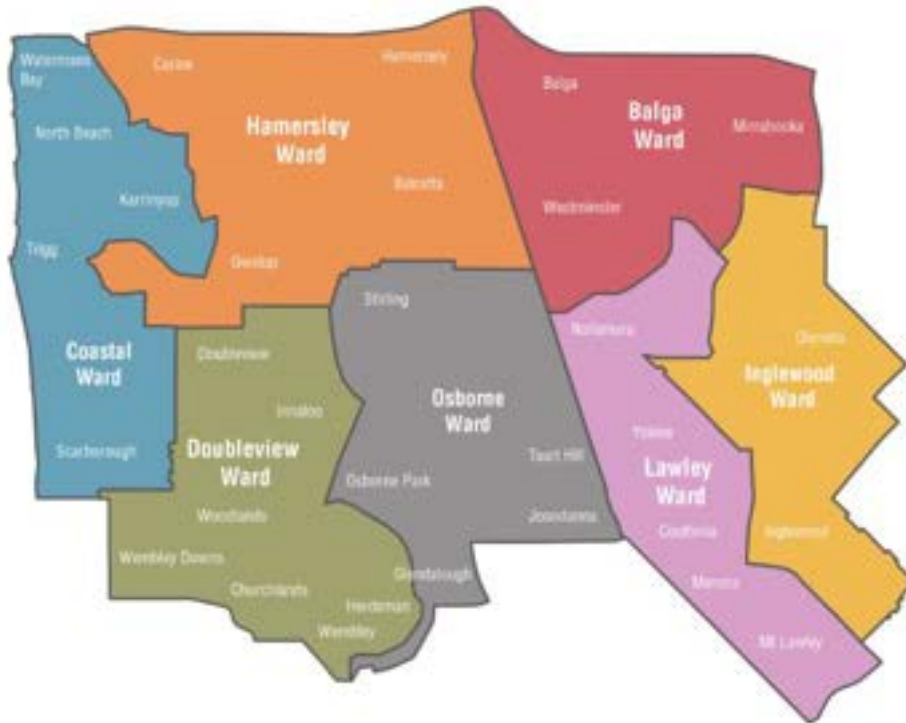 Hamersley
Carine
Watermans
Bay
Balga
Balga
Ward
Mirrabooka
Hamersley
Ward
North Beach
Balcatta
Karrinyup
Westminster
Trigg
Gwelup
Stirling
Nollamara
Dianella
Coastal
Ward
Doubleview
Inglewood
Ward
Osborne
Ward
Innaloo
Yokine
Scarborough
Doubleview
Ward
Tuart Hill
Lawley
Ward
Osborne Park
Woodlands
Joondanna
Coolbinia
Inglewood
Wembley Downs
Glendalough
Menora
Churchlands
Herdsman
Wembley
Mt Lawley